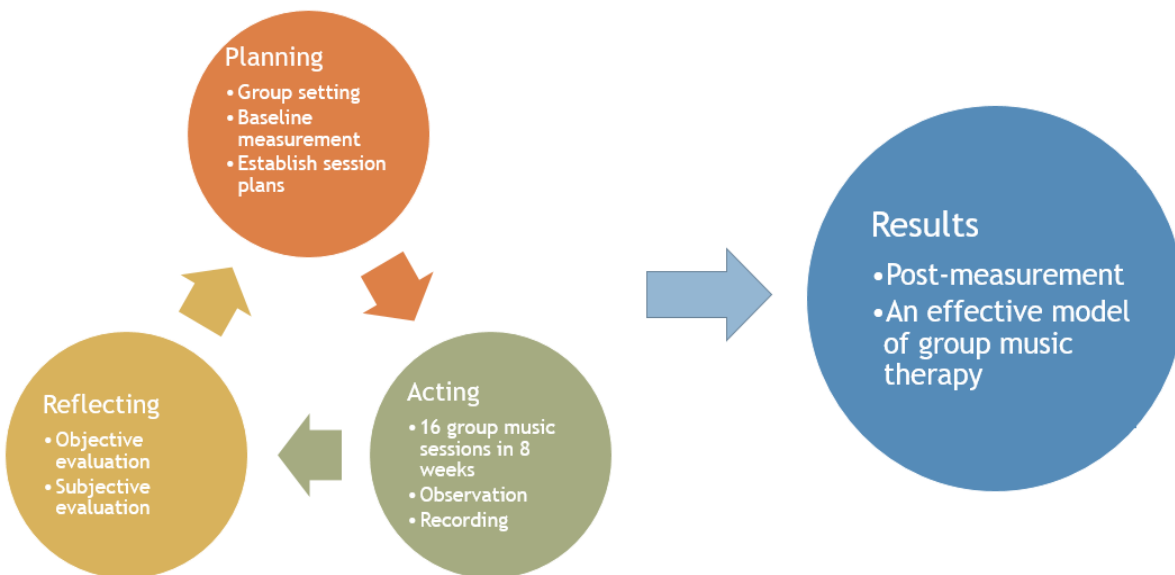 Planning
• Group setting
• Baseline
measurement
• Establish session
plans
Acting
• 16 group music
sessions in 8
weeks
• Observation
• Recording
Reflecting
• Objective
evaluation
• Subjective
evaluation
Results
• Post-measurement
• An effective model
of group music
therapy